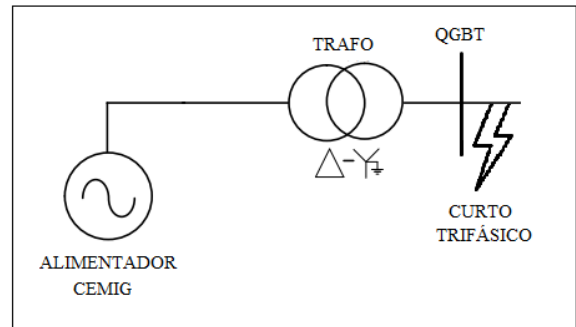 TRAFO
QGBT
ALIMENTADOR
CEMIG
CURTO
TRIFÁSICO